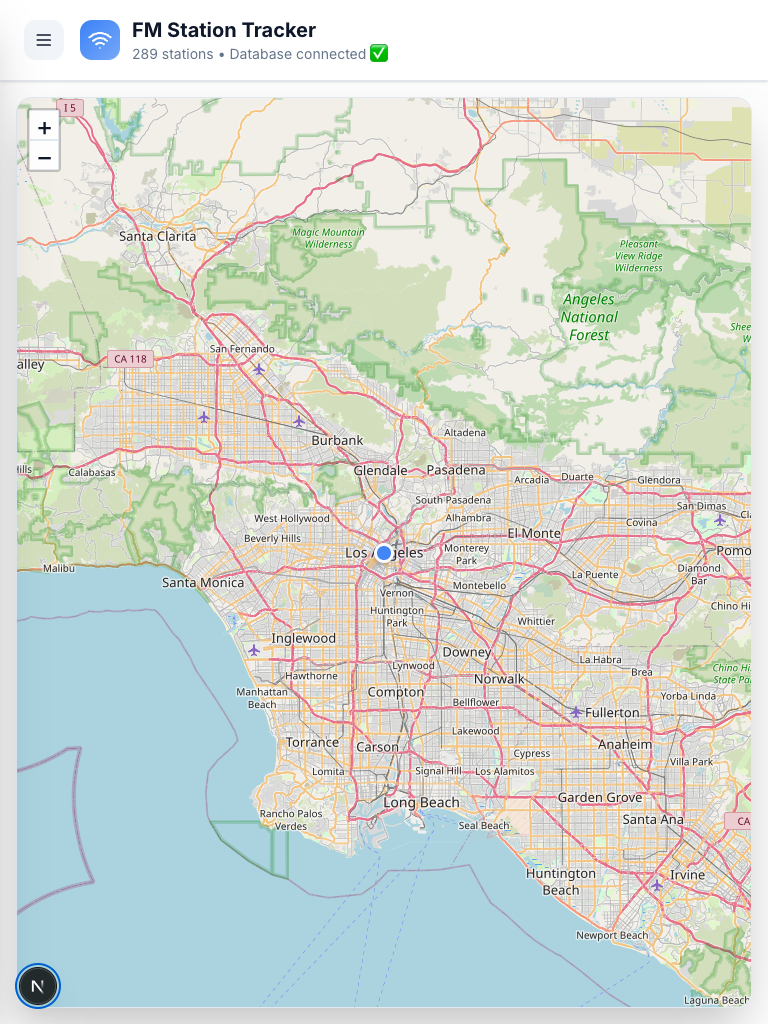 FM Station Tracker
289 stations • Database connected ✅
I 5
+
−
Santa Clarita
Magic Mountain
Wilderness
Pleasant
View Ridge
Wilderness
Angeles
National
Forest
Shee
W
San Fernando
CA 118
alley
Burbank
Altadena
Glendale
Pasadena
Calabasas
ills
Arcadia
Duarte
Glendora
South Pasadena
San Dimas
Cla
West Hollywood
Alhambra
Covina
Beverly Hills
El Monte
Los Angeles
Monterey
Park
Pomo
Malibu
Santa Monica
La Puente
Diamond
Bar
Montebello
Vernon
Huntington
Park
Chino Hi
Whittier
Inglewood
Downey
La Habra
Brea
Lynwood
Hawthorne
Norwalk
Chino Hi
State Pa
Manhattan
Beach
Compton
Bellflower
Yorba Linda
Fullerton
Lakewood
Torrance
Carson
Cypress
Anaheim
Villa Park
Lomita
Signal Hill
Los Alamitos
Long Beach
Garden Grove
Rancho Palos
Verdes
Seal Beach
Santa Ana
CA
Huntington
Beach
Irvine
Newport Beach
N
Laguna Beach